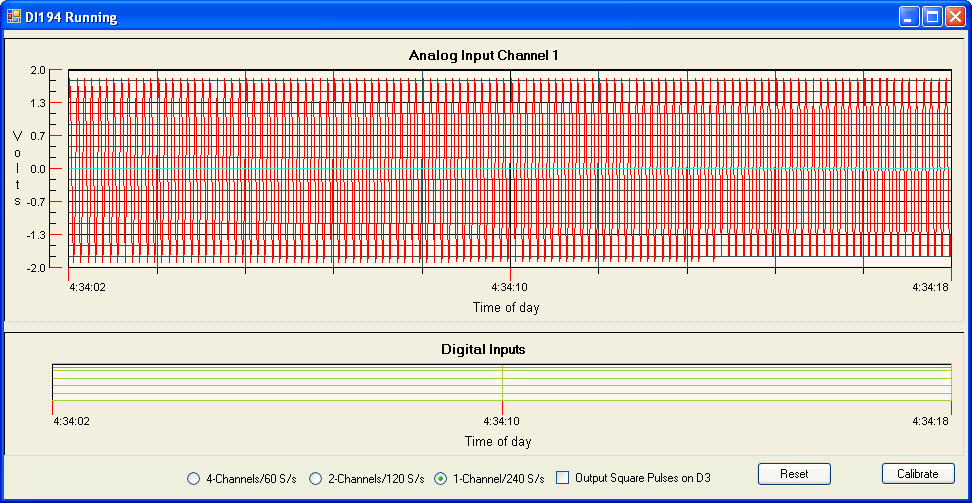 DI194 Running
Analog Input Channel 1
2.0
1.3
0.7
0.0
-0.7
-1.3
-2.0
Volts
4:34:02 4:34:10 4:34:18
Time of day
Digital Inputs
4:34:02 4:34:10 4:34:18
Time of day
4-Channels/60 S/s 2-Channels/120 S/s 1-Channel/240 S/s Output Square Pulses on D3 Reset Calibrate